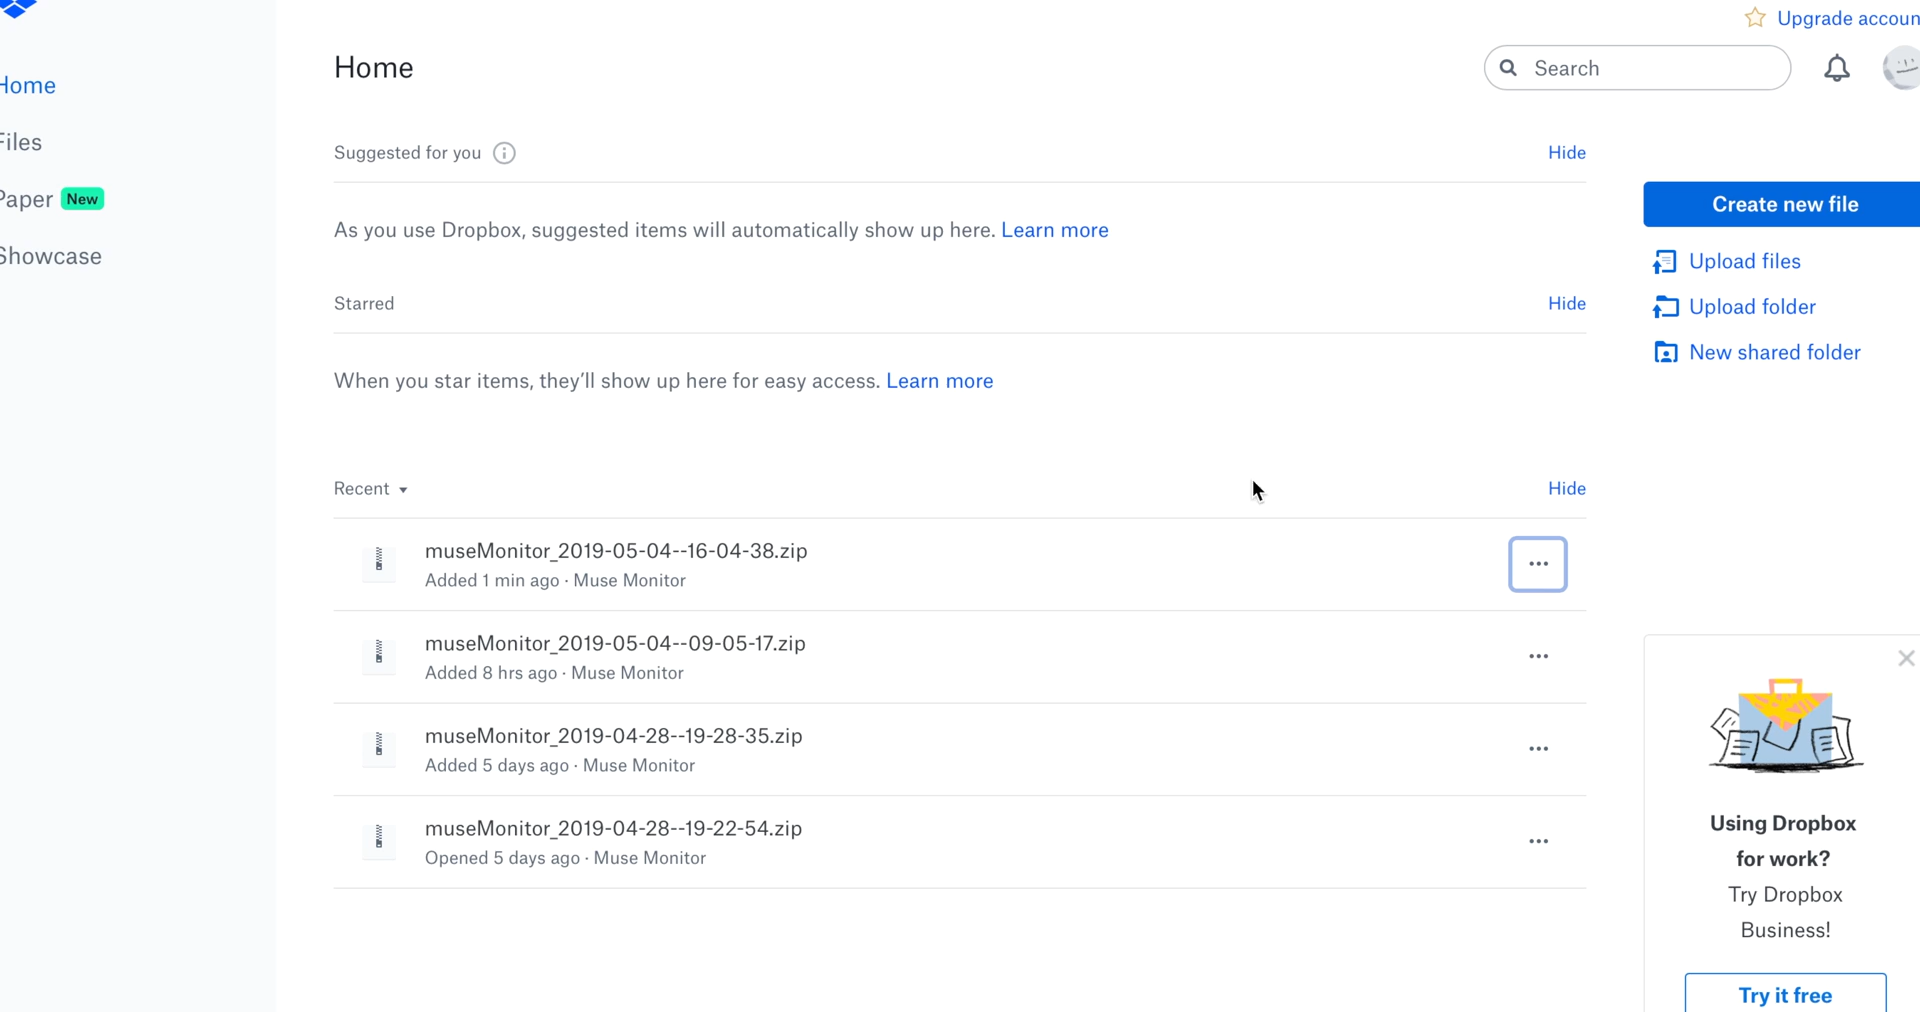 Upgrade accoun
Home
Search
Home
Files
Paper New
Showcase
Suggested for you
Hide
As you use Dropbox, suggested items will automatically show up here. Learn more
Starred
Hide
When you star items, they'll show up here for easy access. Learn more
Recent
Hide
museMonitor_2019-05-04--16-04-38.zip
Added 1 min ago · Muse Monitor
museMonitor_2019-05-04--09-05-17.zip
Added 8 hrs ago · Muse Monitor
museMonitor_2019-04-28--19-28-35.zip
Added 5 days ago · Muse Monitor
museMonitor_2019-04-28--19-22-54.zip
Opened 5 days ago · Muse Monitor
Create new file
Upload files
Upload folder
New shared folder
Using Dropbox
for work?
Try Dropbox
Business!
Try it free